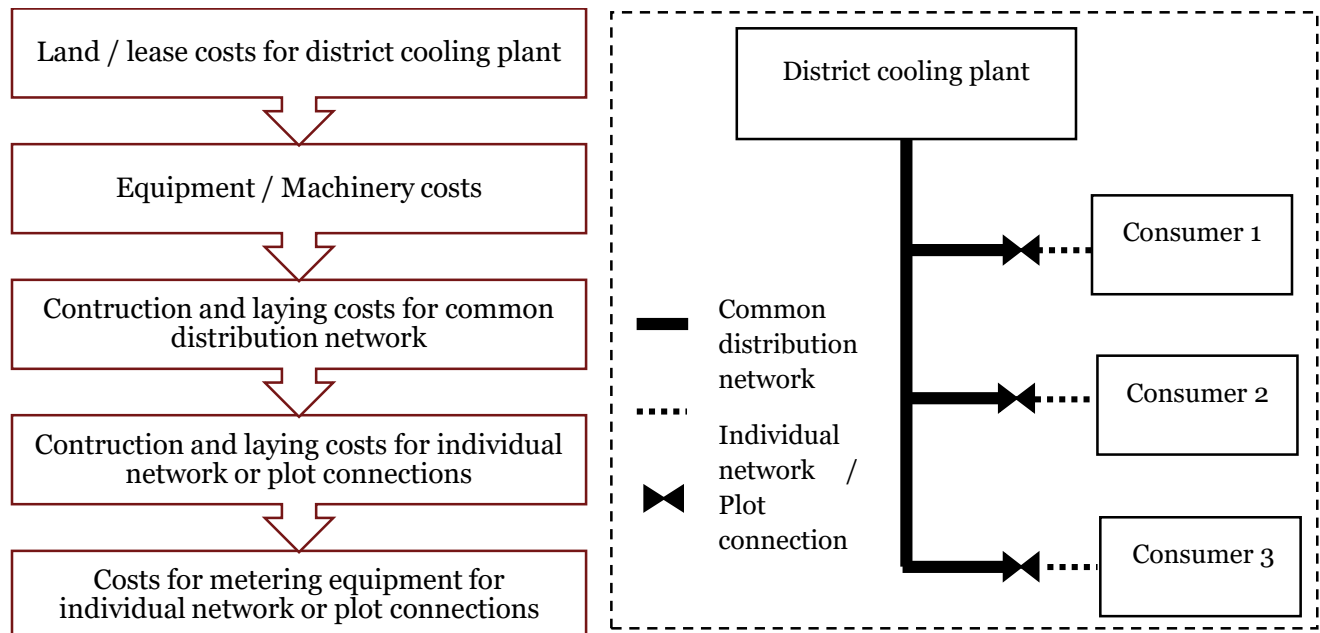 Land / lease costs for district cooling plant
Equipment / Machinery costs
Contruction and laying costs for common
distribution network
Contruction and laying costs for individual
network or plot connections
Costs for metering equipment for
individual network or plot connections
District cooling plant
Consumer 1
Consumer 2
Consumer 3
Common
distribution
network
Individual
network /
Plot
connection